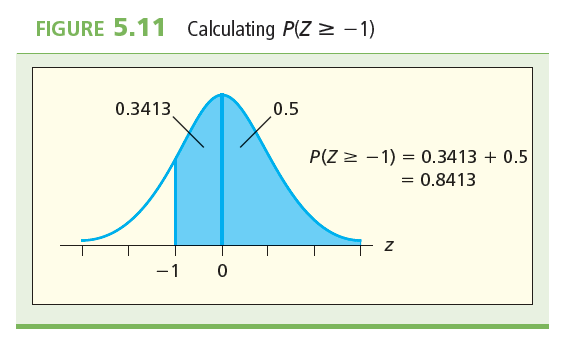 FIGURE 5.11 Calculating P(Z ≥ −1)
0.3413
0.5
P(Z ≥ −1) = 0.3413 + 0.5
= 0.8413
z
−1 0